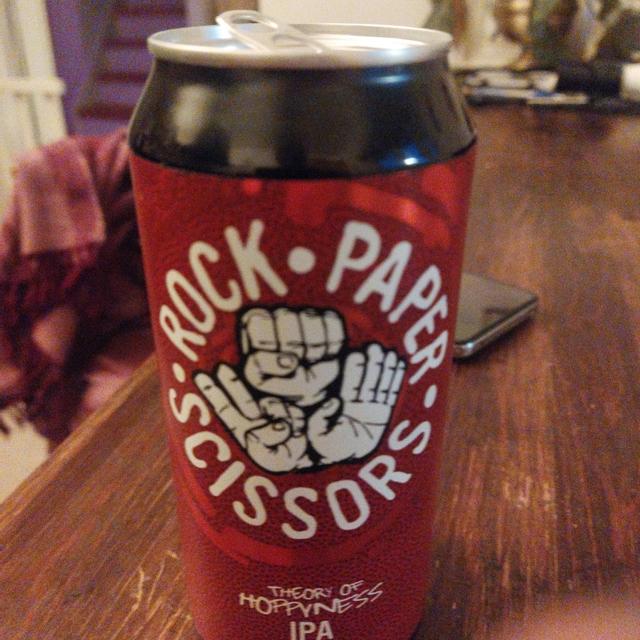 ROCK • PAPER • SCISSORS •
THEORY OF
HOPPYNESS
IPA